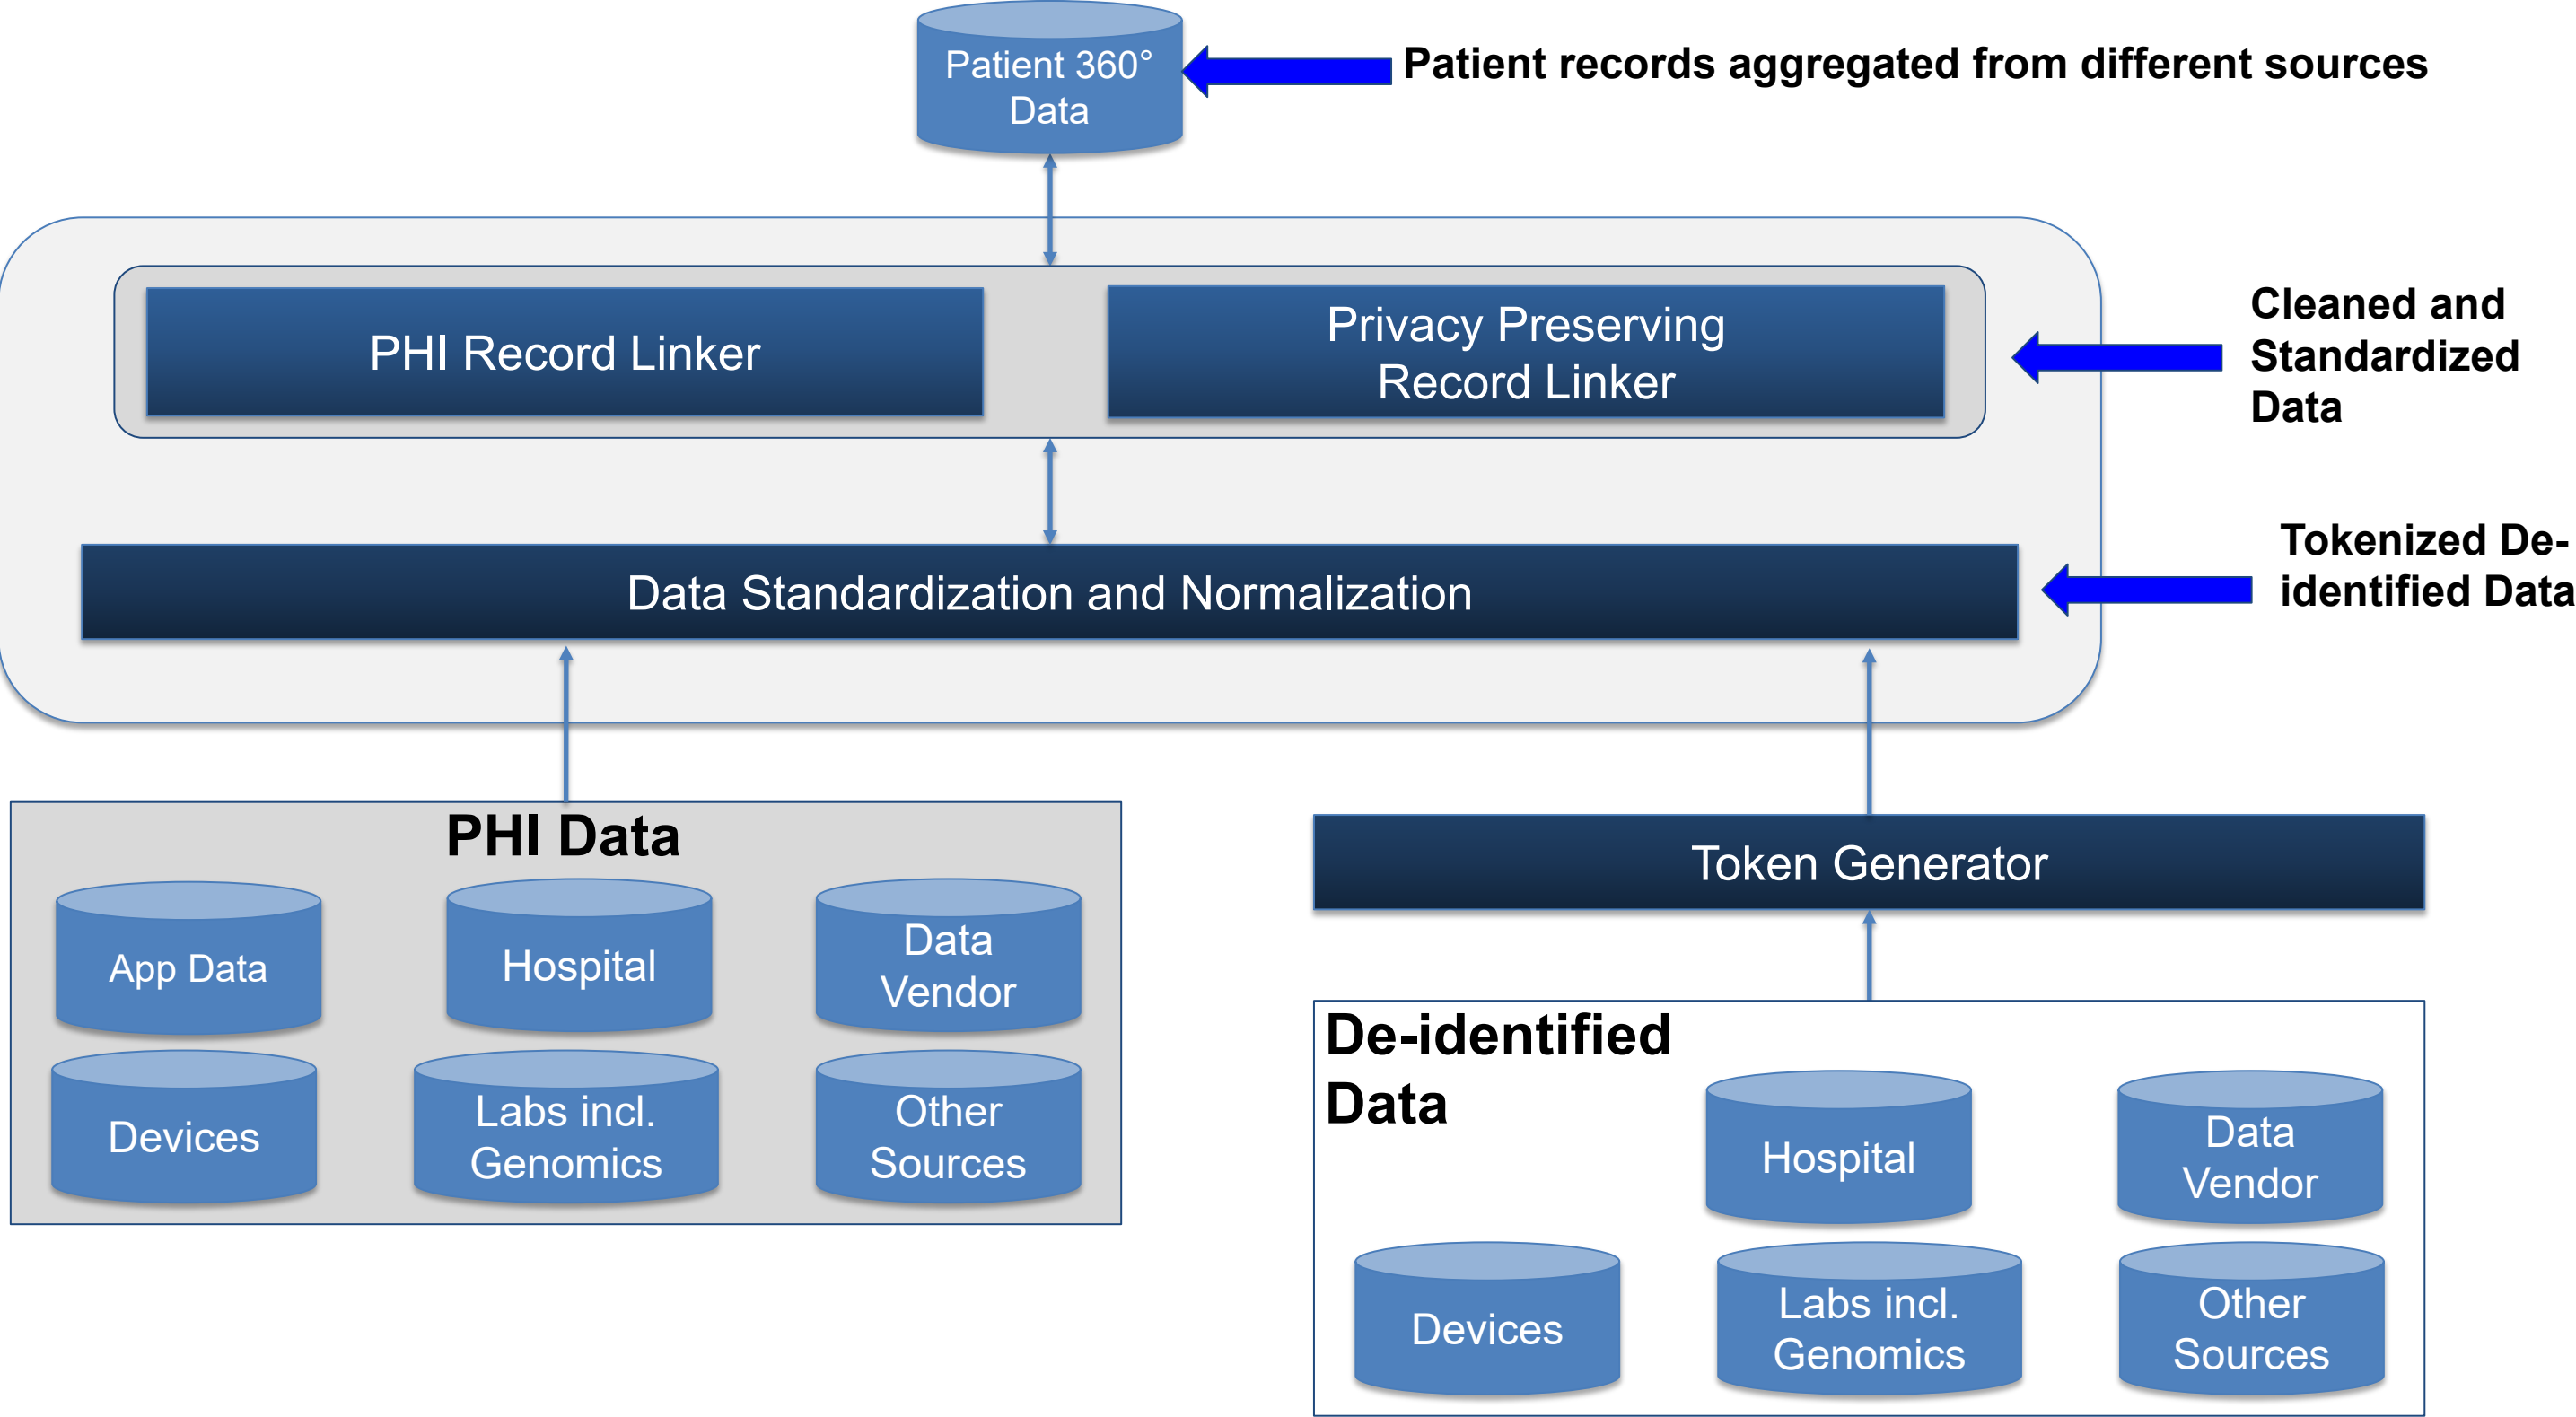 Patient 360°
Data
Patient records aggregated from different sources
PHI Record Linker
Privacy Preserving
Record Linker
Cleaned and
Standardized
Data
Data Standardization and Normalization
Tokenized De-
identified Data
PHI Data
App Data
Hospital
Data
Vendor
Devices
Labs incl.
Genomics
Other
Sources
Token Generator
De-identified
Data
Hospital
Data
Vendor
Devices
Labs incl.
Genomics
Other
Sources